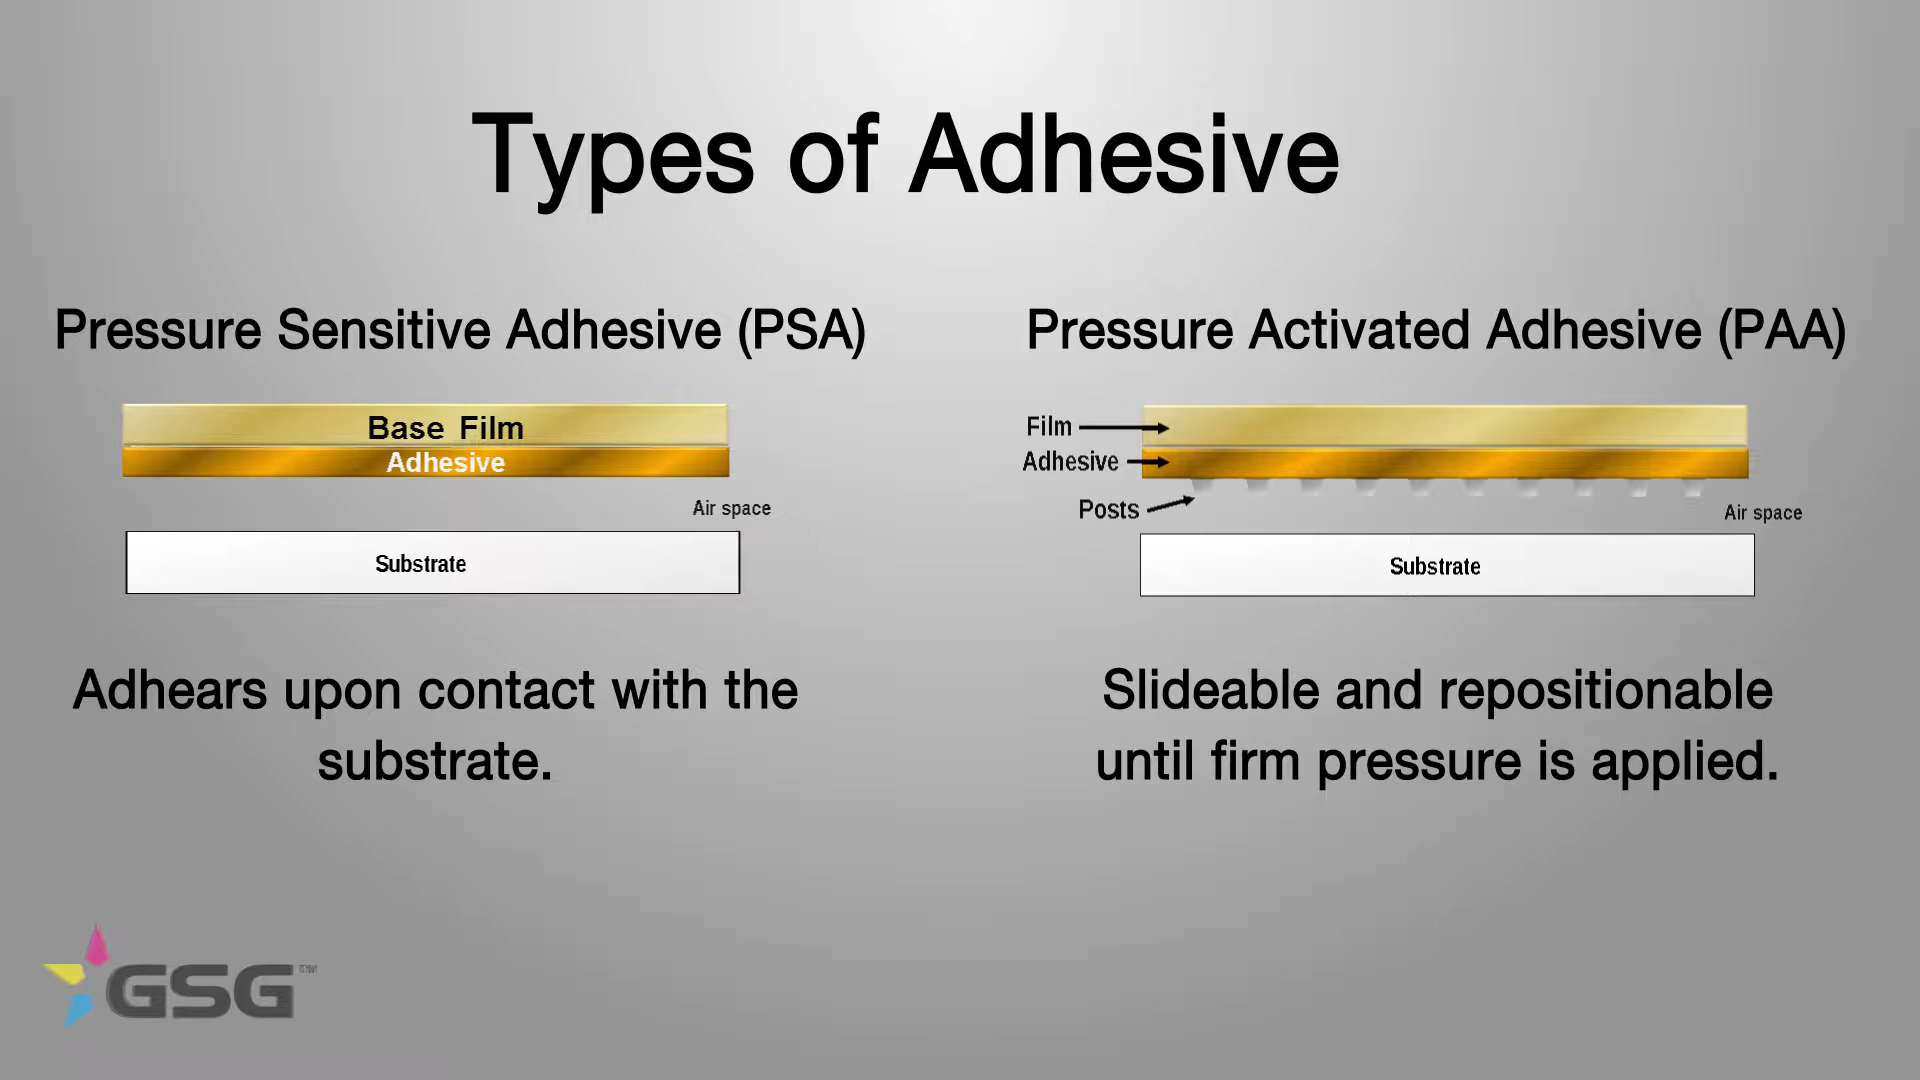 Types of Adhesive
Pressure Sensitive Adhesive (PSA)
Base Film
Adhesive
Air space
Substrate
Adhears upon contact with the
substrate.
Pressure Activated Adhesive (PAA)
Film
Adhesive
Posts
Air space
Substrate
Slideable and repositionable
until firm pressure is applied.
GSG